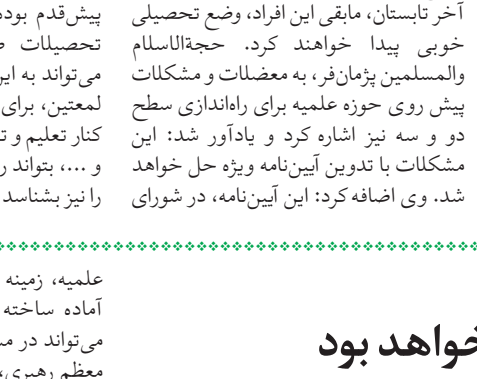 آخر تابستان، مابقی این افراد، وضع تحصیلی
خوبی پیدا خواهند کرد. حجةالاسلام
والمسلمین پژمان‌فر، به معضلات و مشکلات
پیش روی حوزه علمیه برای راه‌اندازی سطح
دو و سه نیز اشاره کرد و یادآور شد: این
مشکلات با تدوین آیین‌نامه ویژه حل خواهد
شد. وی اضافه کرد: این آیین‌نامه، در شورای
پیش‌قدم بوده
تحصیلات
می‌تواند به این
لمعتین، برای
کنار تعلیم و
و ...، بتواند
را نیز بشناسد
خواهد بود
علمیه، زمینه
آماده ساخته
می‌تواند در
معظم رهبری،